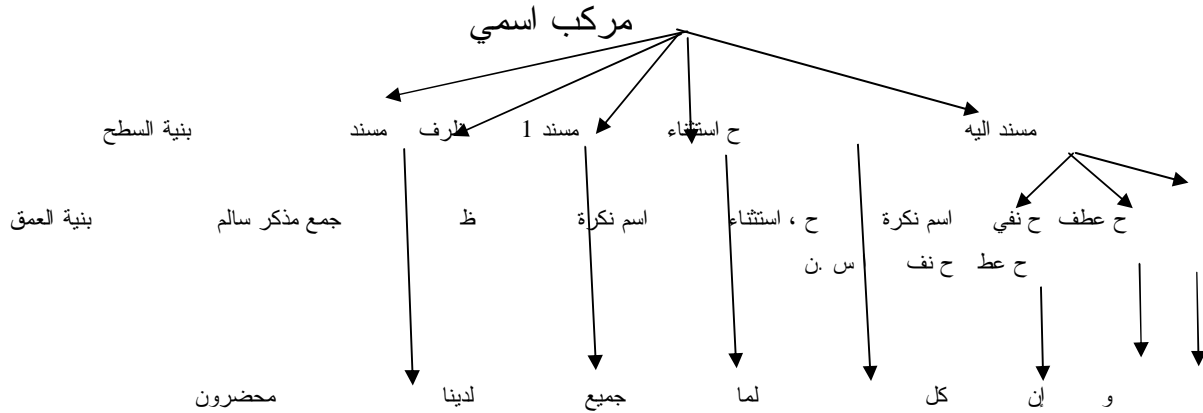 مركب اسمي
مسند اليه ح استثناء مسند 1 ظرف مسند بنية السطح
ح عطف ح نفي اسم نكرة ح ، استثناء اسم نكرة ظ جمع مذكر سالم بنية العمق
ح عط ح نف س .ن
و إن كل لما جميع لدينا محضرون